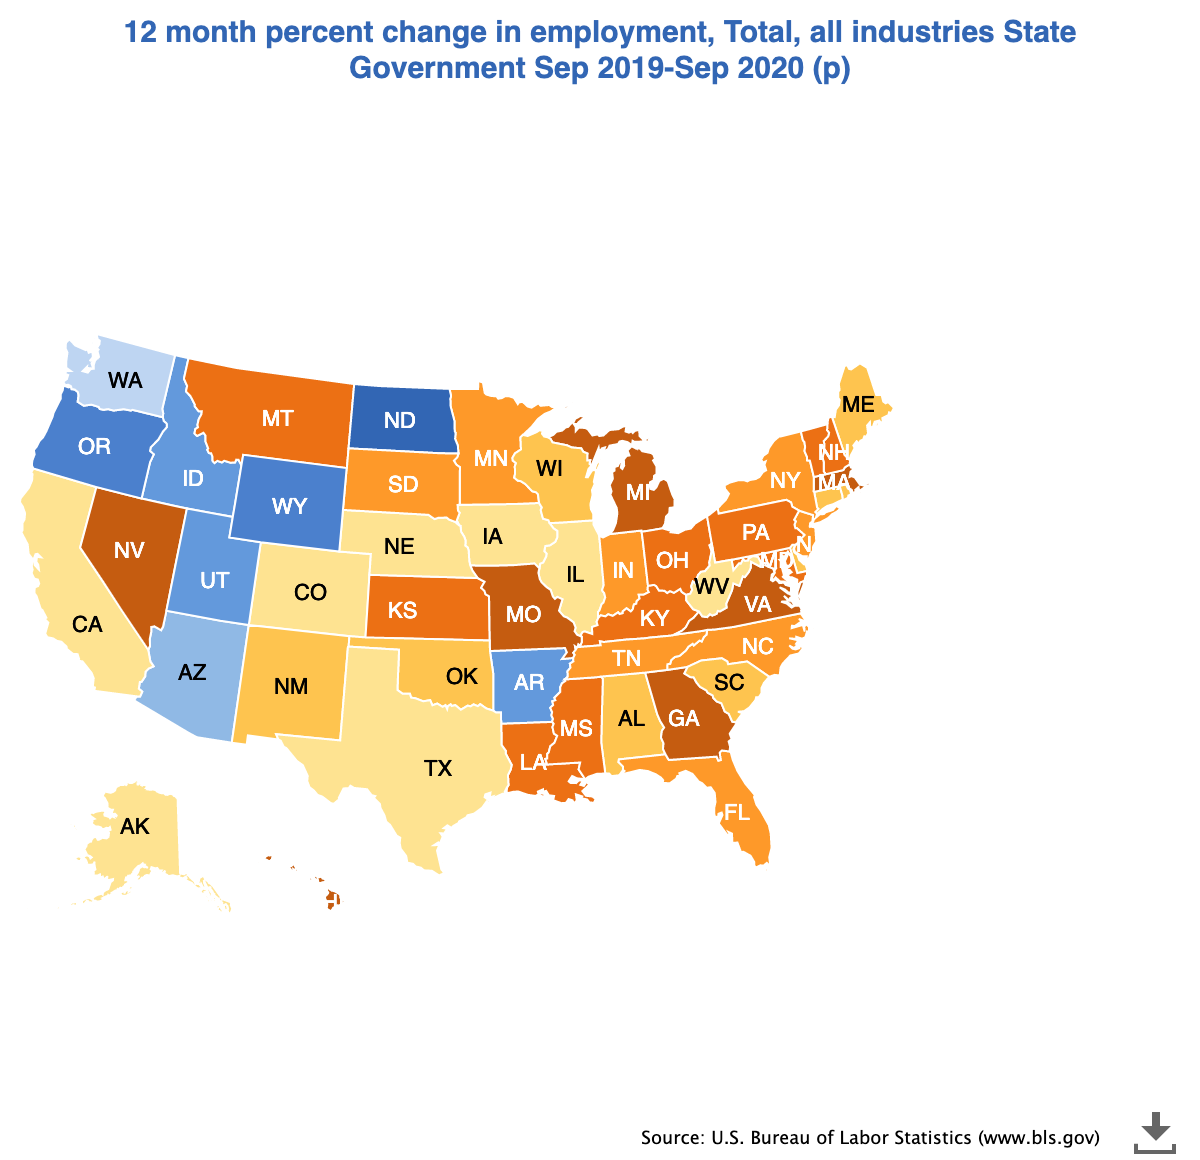 12 month percent change in employment, Total, all industries State
Government Sep 2019-Sep 2020 (p)
WA
MT
ND
ME
OR
MN
NH
ID
SD
WI
NY
MA
MI
WY
NV
NE
IA
PA
N
UT
CO
IL
IN
OH
MD
WV
CA
KS
MO
KY
VA
AZ
NM
OK
AR
TN
NC
SC
TX
LA
MS
AL
GA
AK
FL
Source: U.S. Bureau of Labor Statistics (www.bls.gov)